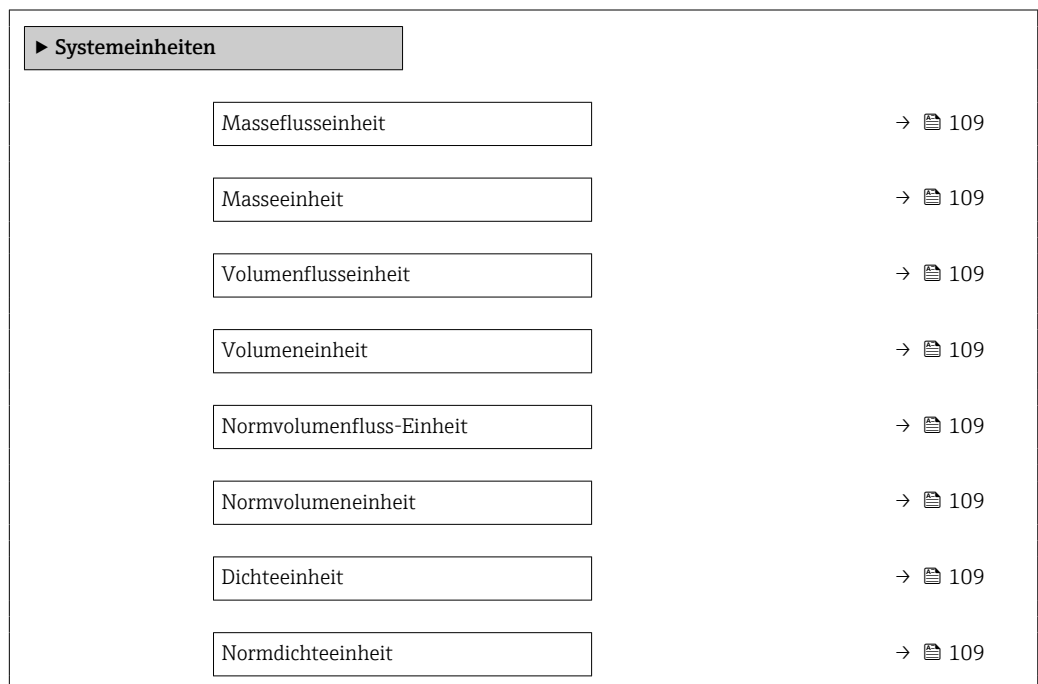 ▶ Systemeinheiten
Masseflusseinheit → 109
Masseeinheit → 109
Volumenflusseinheit → 109
Volumeneinheit → 109
Normvolumenfluss-Einheit → 109
Normvolumeneinheit → 109
Dichteeinheit → 109
Normdichteeinheit → 109